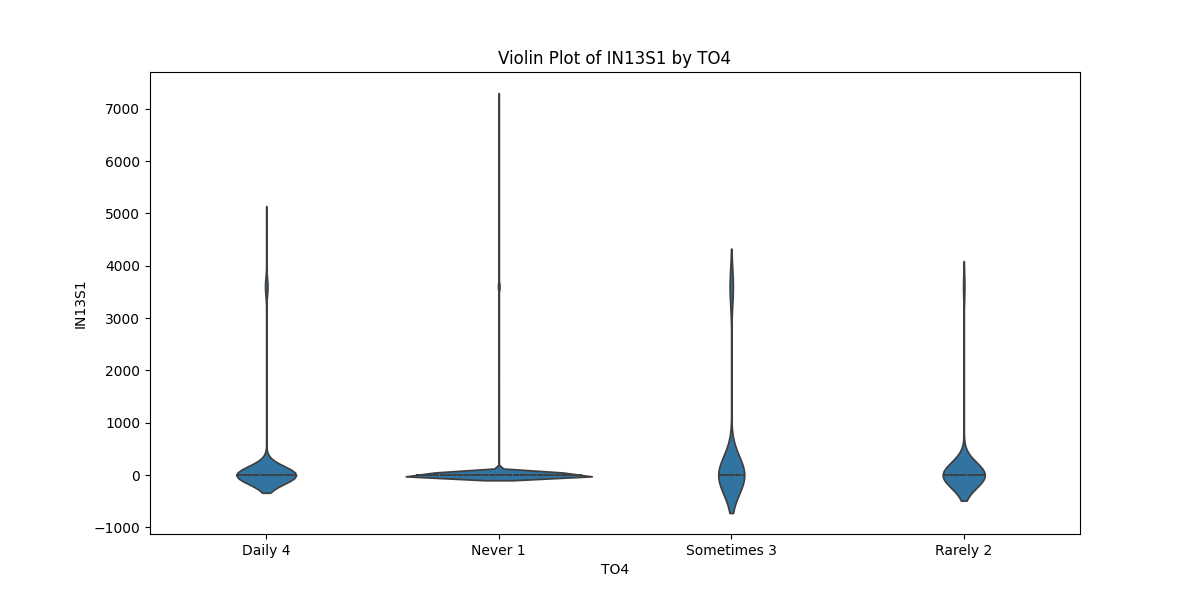 Violin Plot of IN13S1 by TO4
7000
6000
5000
4000
3000
2000
1000
0
−1000
IN13S1
Daily 4
Never 1
Sometimes 3
Rarely 2
TO4